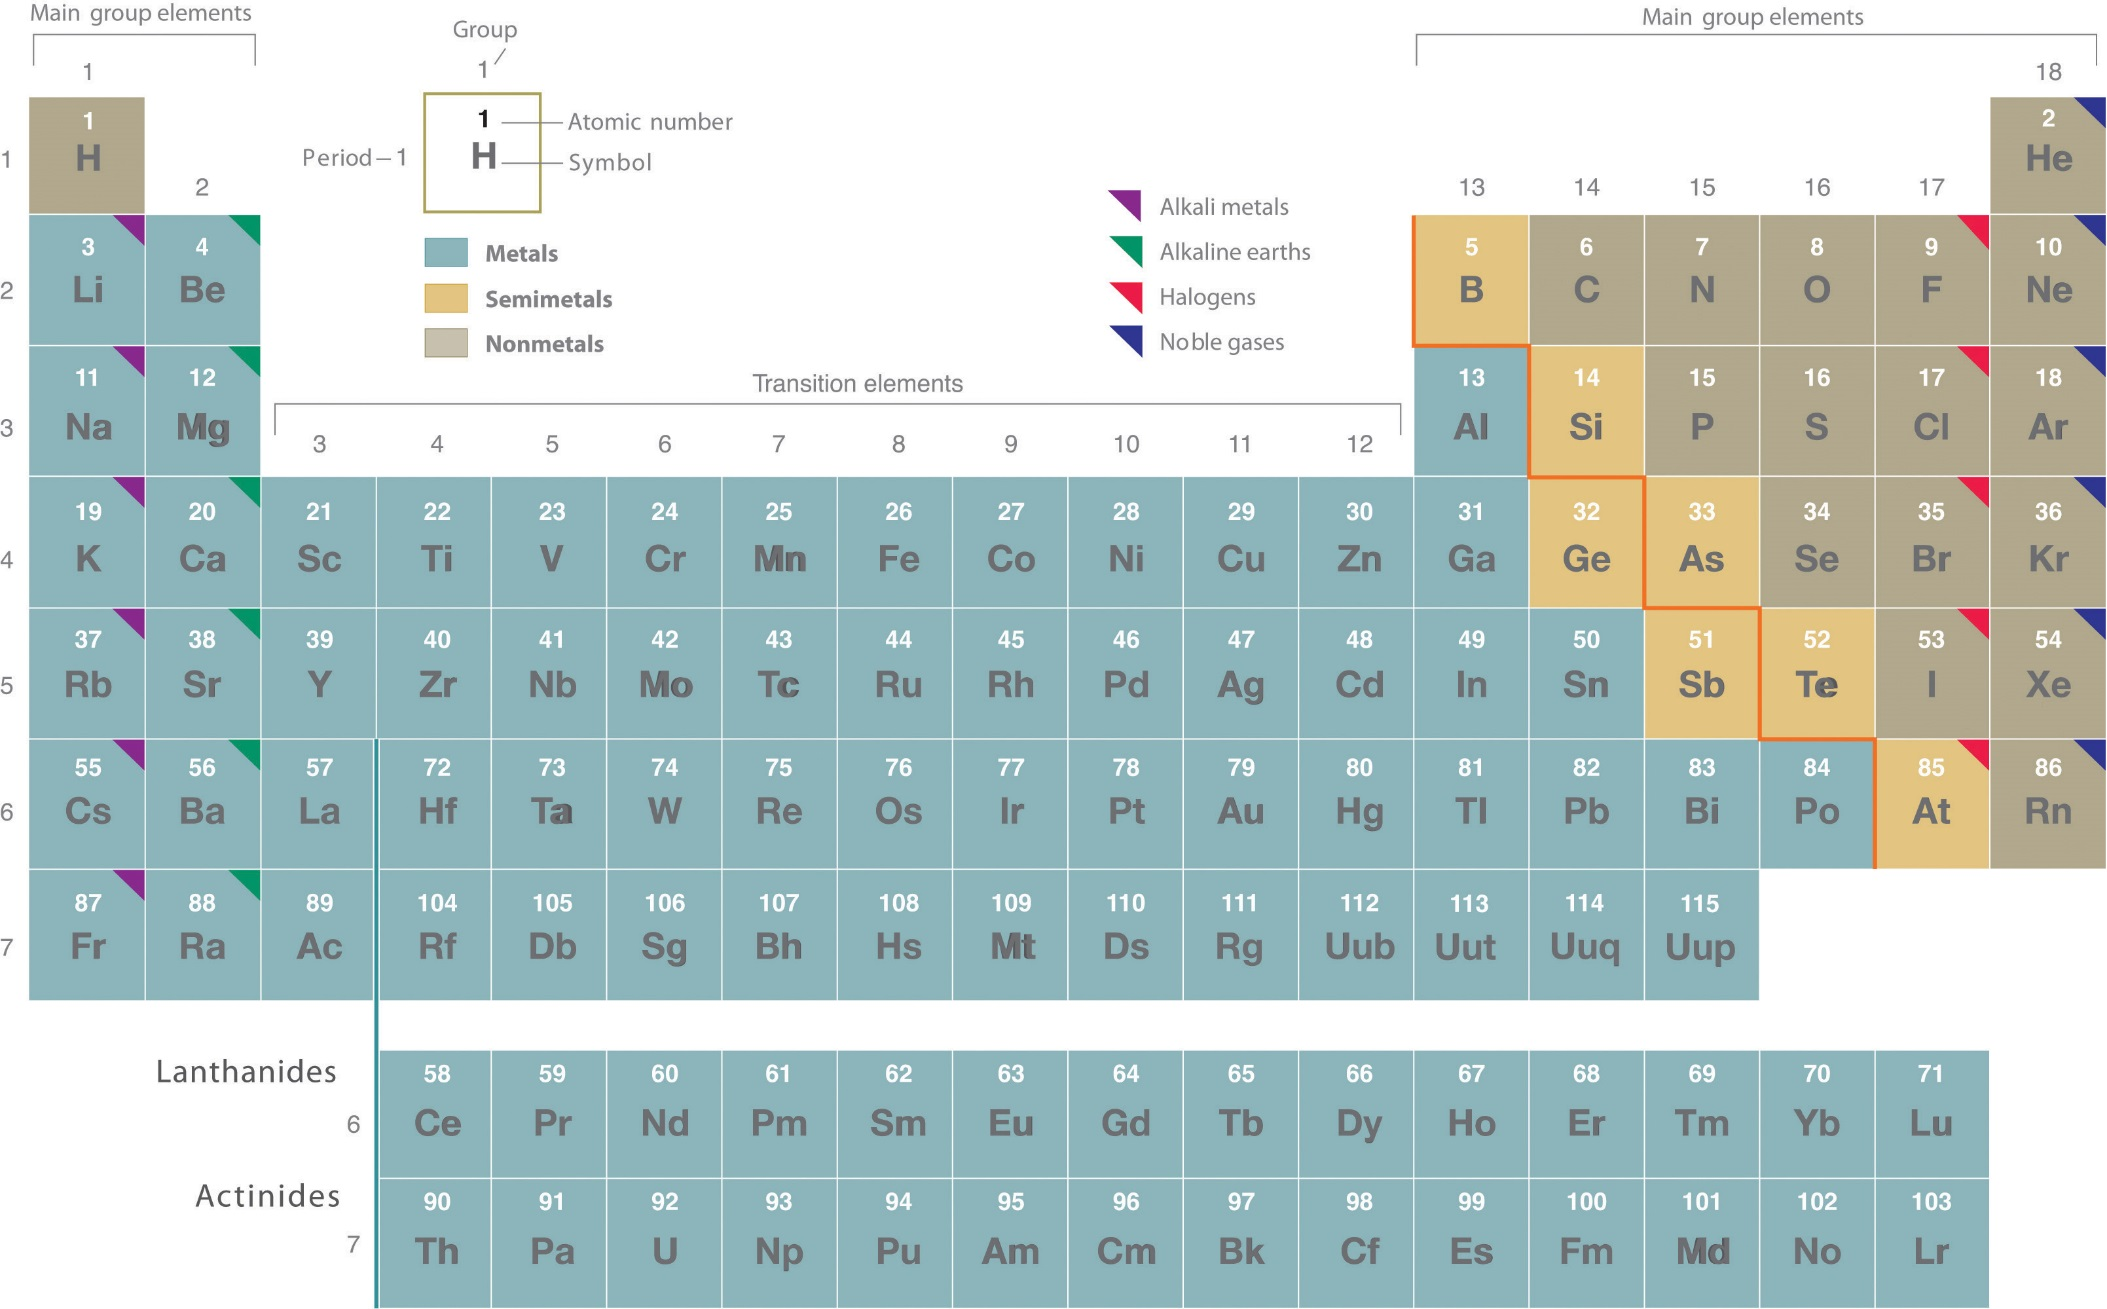 Main group elements
Main group elements
Group
1
1
18
1
H
1
Atomic number
2
He
Period – 1
H
Symbol
1
2
13
14
15
16
17
Alkali metals
3
Li
4
Be
Metals
Alkaline earths
5
B
6
C
7
N
8
O
9
F
10
Ne
2
Semimetals
Halogens
Nonmetals
Noble gases
Transition elements
11
Na
12
Mg
13
Al
14
Si
15
P
16
S
17
Cl
18
Ar
3
3
4
5
6
7
8
9
10
11
12
19
K
20
Ca
21
Sc
22
Ti
23
V
24
Cr
25
Mn
26
Fe
27
Co
28
Ni
29
Cu
30
Zn
31
Ga
32
Ge
33
As
34
Se
35
Br
36
Kr
4
37
Rb
38
Sr
39
Y
40
Zr
41
Nb
42
Mo
43
Tc
44
Ru
45
Rh
46
Pd
47
Ag
48
Cd
49
In
50
Sn
51
Sb
52
Te
53
I
54
Xe
5
55
Cs
56
Ba
57
La
72
Hf
73
Ta
74
W
75
Re
76
Os
77
Ir
78
Pt
79
Au
80
Hg
81
Tl
82
Pb
83
Bi
84
Po
85
At
86
Rn
6
87
Fr
88
Ra
89
Ac
104
Rf
105
Db
106
Sg
107
Bh
108
Hs
109
Mt
110
Ds
111
Rg
112
Uub
113
Uut
114
Uuq
115
Uup
7
Lanthanides
6
58
Ce
59
Pr
60
Nd
61
Pm
62
Sm
63
Eu
64
Gd
65
Tb
66
Dy
67
Ho
68
Er
69
Tm
70
Yb
71
Lu
Actinides
7
90
Th
91
Pa
92
U
93
Np
94
Pu
95
Am
96
Cm
97
Bk
98
Cf
99
Es
100
Fm
101
Md
102
No
103
Lr